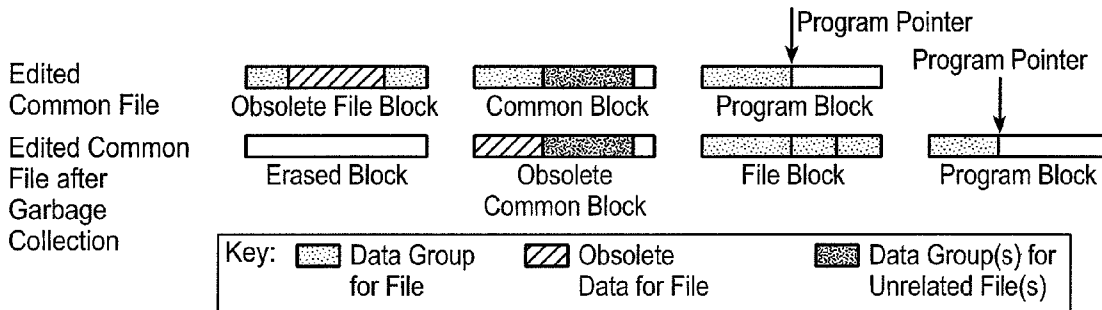 Program Pointer
Program Pointer
Edited
Common File
Obsolete File Block
Common Block
Program Block
Edited Common
File after
Garbage
Collection
Erased Block
Obsolete
Common Block
File Block
Program Block
Key:
Data Group
for File
Obsolete
Data for File
Data Group(s) for
Unrelated File(s)